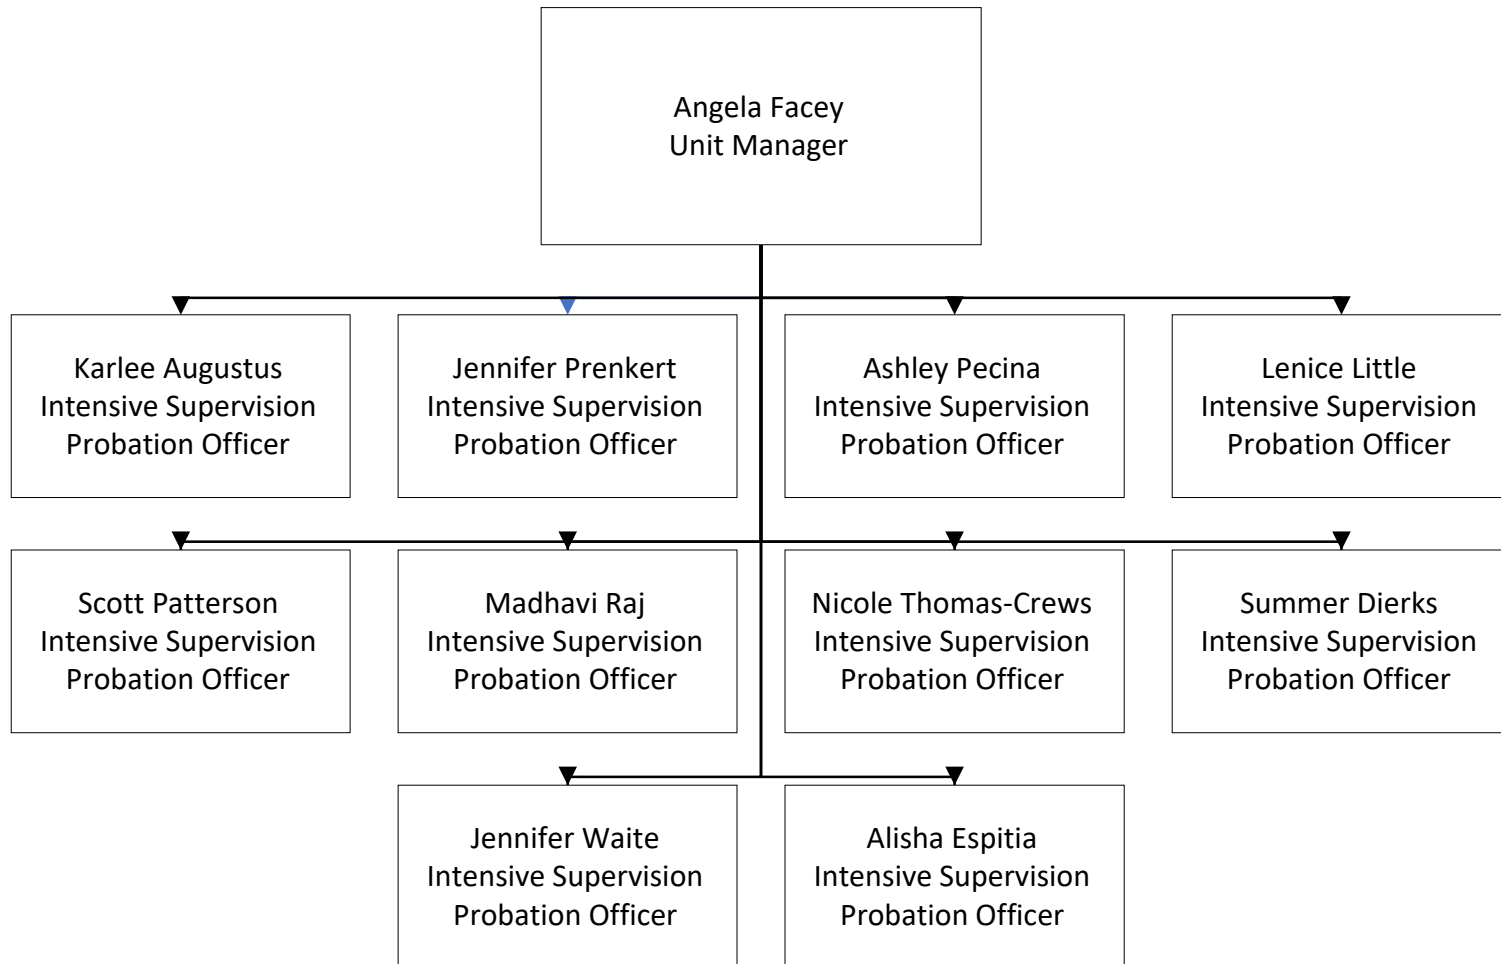 Angela Facey
Unit Manager
Karlee Augustus
Intensive Supervision
Probation Officer
Jennifer Prenkert
Intensive Supervision
Probation Officer
Ashley Pecina
Intensive Supervision
Probation Officer
Lenice Little
Intensive Supervision
Probation Officer
Scott Patterson
Intensive Supervision
Probation Officer
Madhavi Raj
Intensive Supervision
Probation Officer
Nicole Thomas-Crews
Intensive Supervision
Probation Officer
Summer Dierks
Intensive Supervision
Probation Officer
Jennifer Waite
Intensive Supervision
Probation Officer
Alisha Espitia
Intensive Supervision
Probation Officer